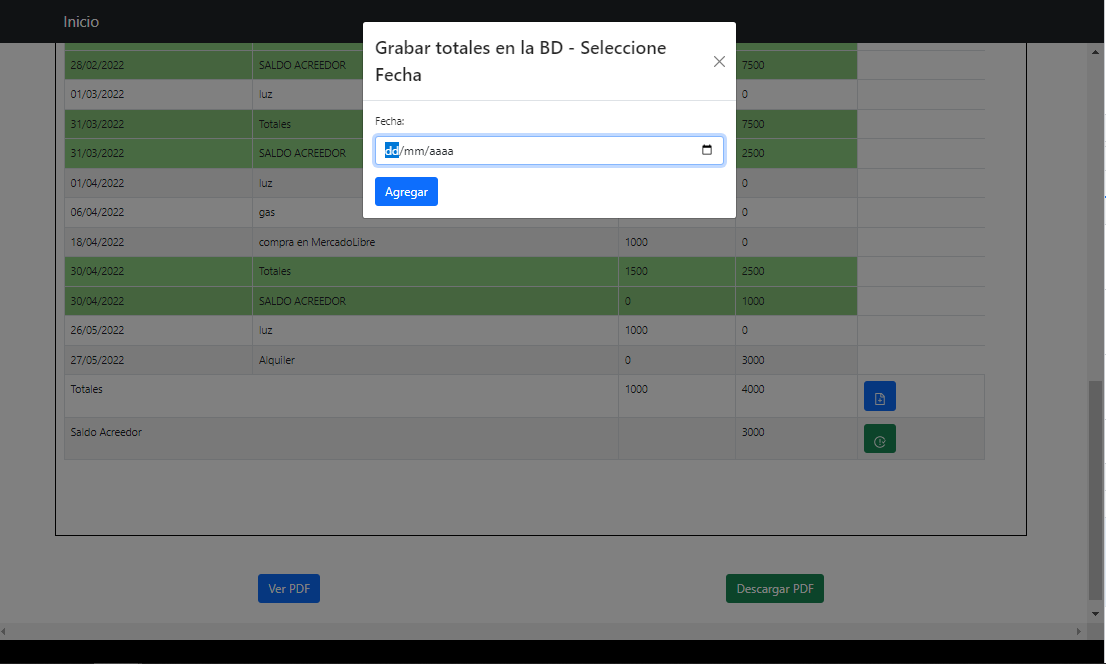 Inicio
Grabar totales en la BD - Seleccione
Fecha
Fecha:
dd/mm/aaaa
Agregar
28/02/2022 SALDO ACREEDOR 7500
01/03/2022 luz 0
31/03/2022 Totales 7500
31/03/2022 SALDO ACREEDOR 2500
01/04/2022 luz 0
06/04/2022 gas 0
18/04/2022 compra en MercadoLibre 1000 0
30/04/2022 Totales 1500 2500
30/04/2022 SALDO ACREEDOR 0 1000
26/05/2022 luz 1000 0
27/05/2022 Alquiler 0 3000
Totales 1000 4000
Saldo Acreedor 3000
Ver PDF Descargar PDF